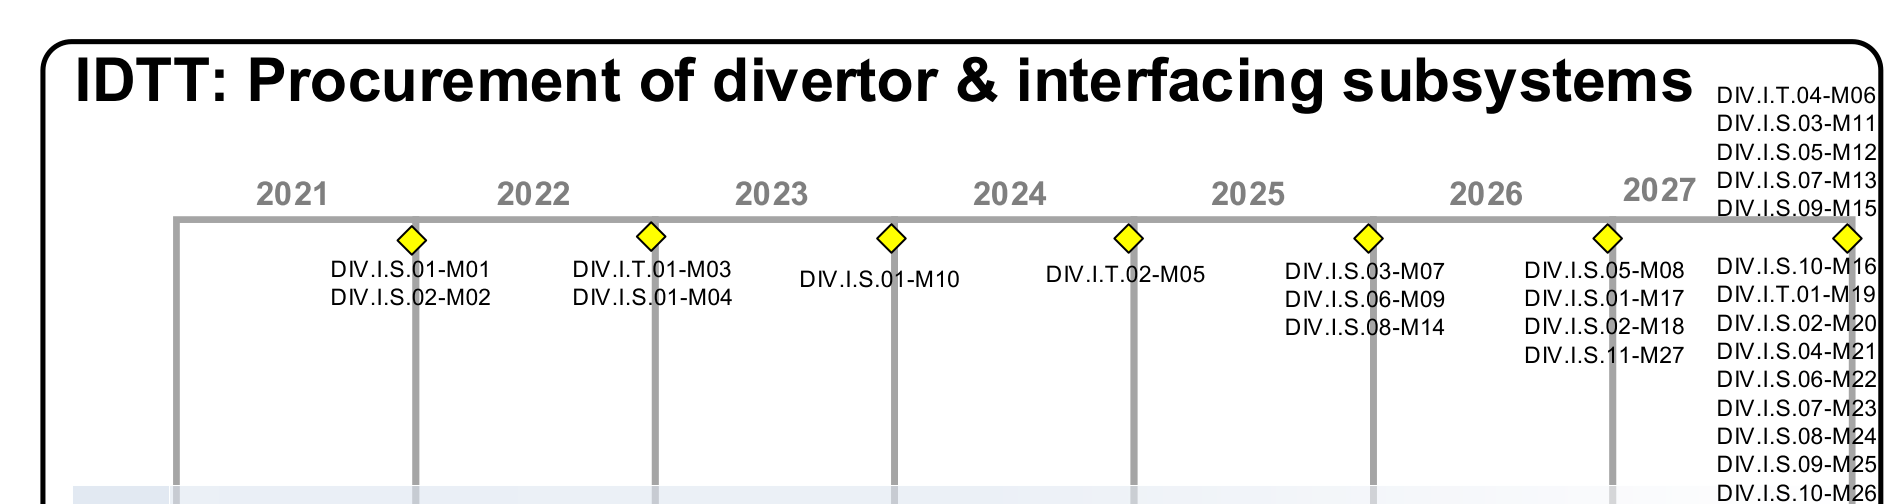 IDTT: Procurement of divertor & interfacing subsystems
DIV.I.T.04-M06
DIV.I.S.03-M11
DIV.I.S.05-M12
DIV.I.S.07-M13
DIV.I.S.09-M15
2021 2022 2023 2024 2025 2026 2027
DIV.I.S.01-M01
DIV.I.S.02-M02
DIV.I.T.01-M03
DIV.I.S.01-M04
DIV.I.S.01-M10
DIV.I.T.02-M05
DIV.I.S.03-M07
DIV.I.S.06-M09
DIV.I.S.08-M14
DIV.I.S.05-M08
DIV.I.S.01-M17
DIV.I.S.02-M18
DIV.I.S.11-M27
DIV.I.S.10-M16
DIV.I.T.01-M19
DIV.I.S.02-M20
DIV.I.S.04-M21
DIV.I.S.06-M22
DIV.I.S.07-M23
DIV.I.S.08-M24
DIV.I.S.09-M25
DIV.I.S.10-M26